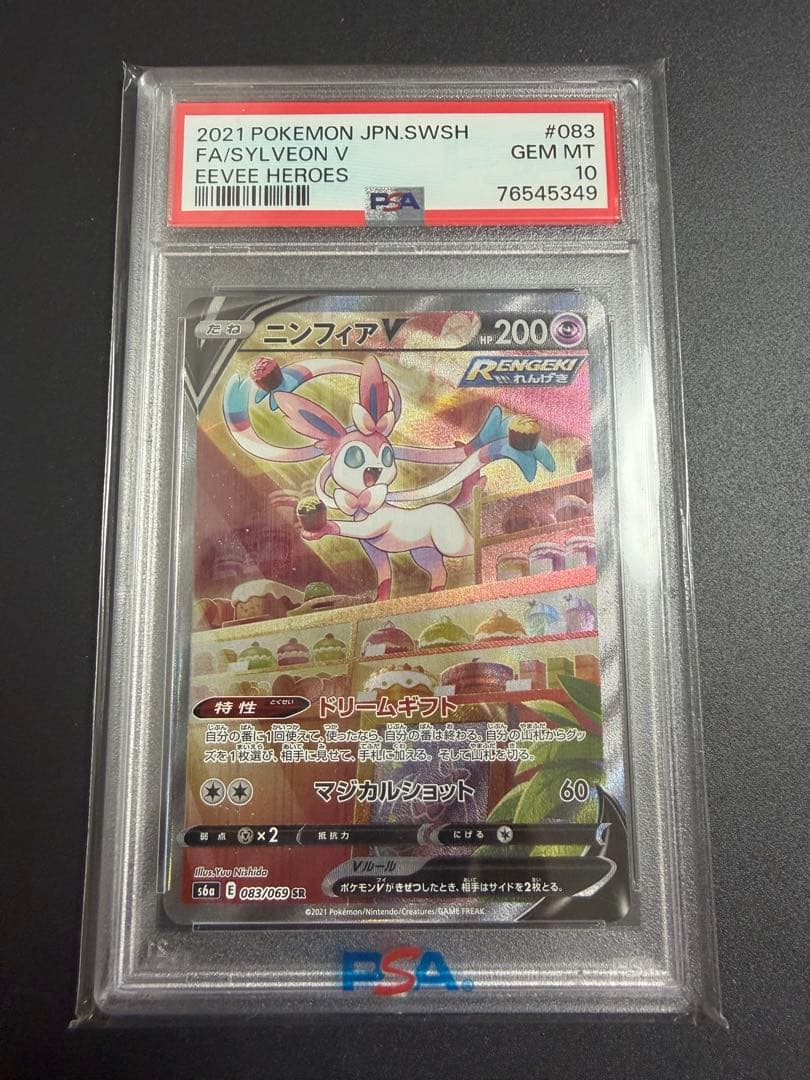 2021 POKEMON JPN.SWSH #083
FA/SYLVEON V GEM MT
EEVEE HEROES 10
PSA 76545349
たね ニンフィアV HP 200
RENGEKI
れんげき
特性 とくせい ドリームギフト
自分の番に1回使えて、使ったなら、自分の番は終わる。自分の山札からグッ
ズを1枚選び、相手に見せて、手札に加える。そして山札を切る。
マジカルショット 60
弱点 ×2 抵抗力 にげる
Vルール
ポケモンVがきぜつしたとき、相手はサイドを2枚とる。
Illus.Yuu Nishida
s6a E 083/069 SR
©2021 Pokémon/Nintendo/Creatures/GAME FREAK
PSA